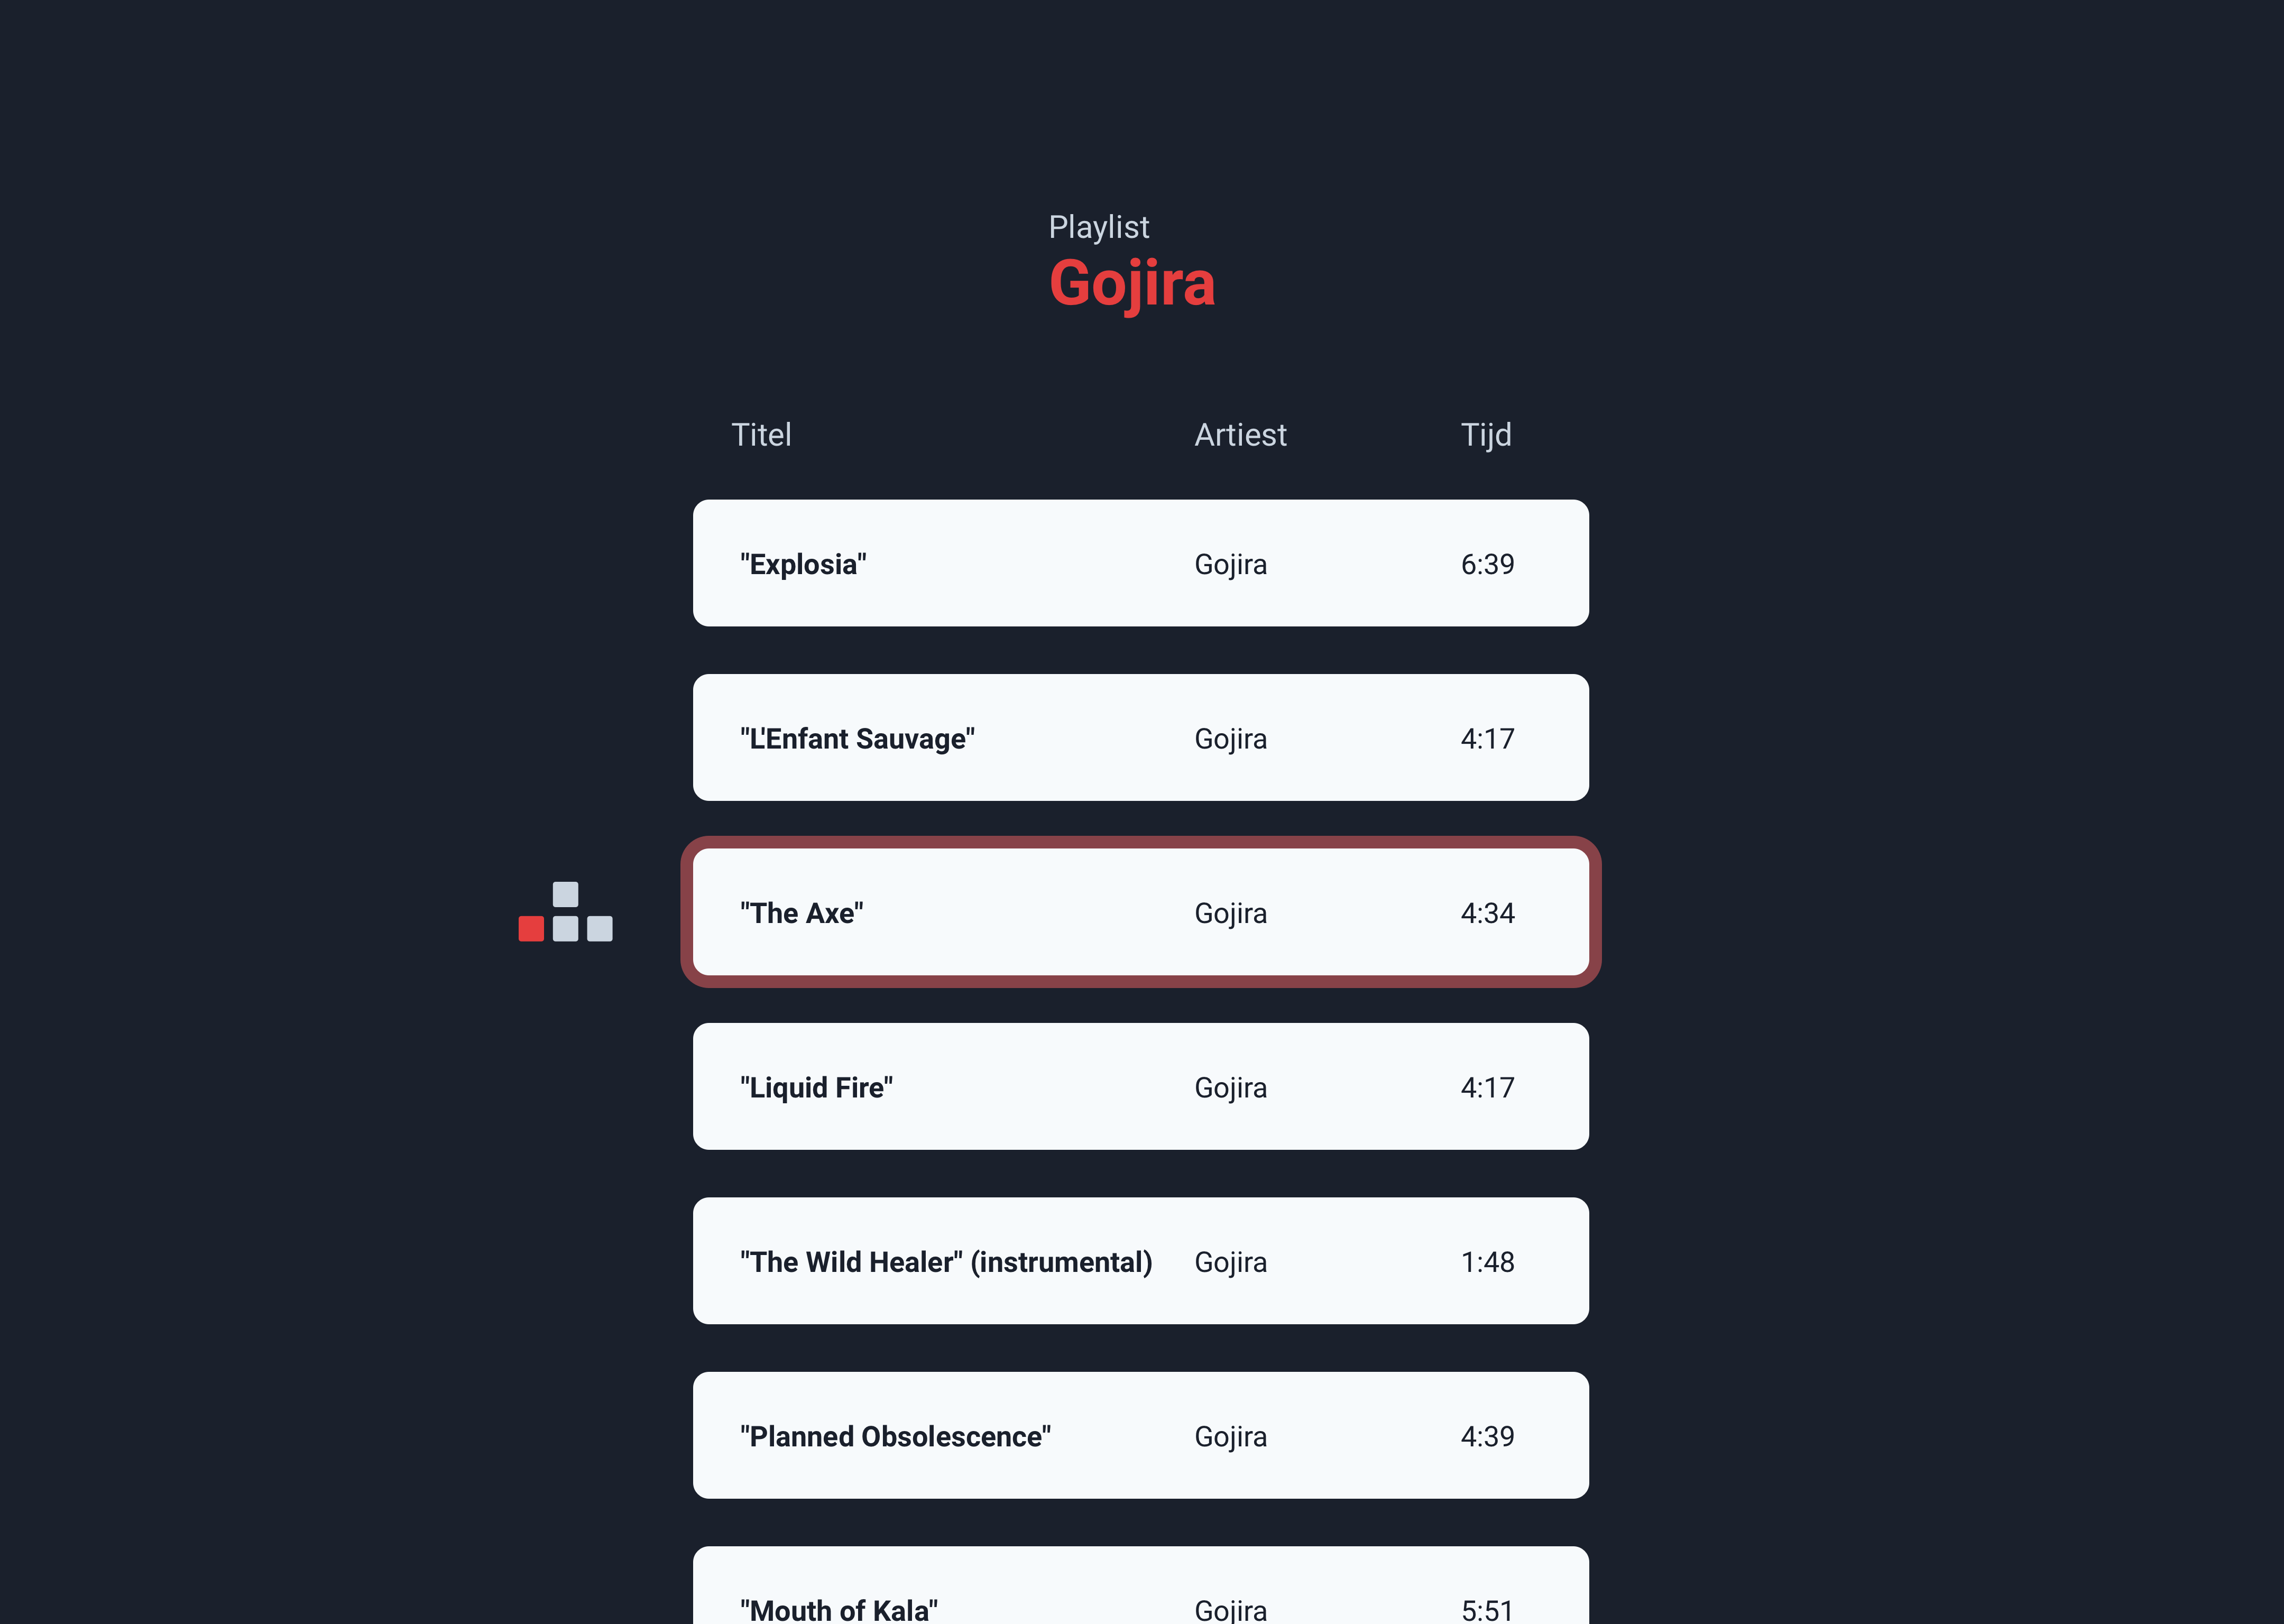 Playlist
Gojira
Titel Artiest Tijd
"Explosia" Gojira 6:39
"L'Enfant Sauvage" Gojira 4:17
"The Axe" Gojira 4:34
"Liquid Fire" Gojira 4:17
"The Wild Healer" (instrumental) Gojira 1:48
"Planned Obsolescence" Gojira 4:39
"Mouth of Kala" Gojira 5:51